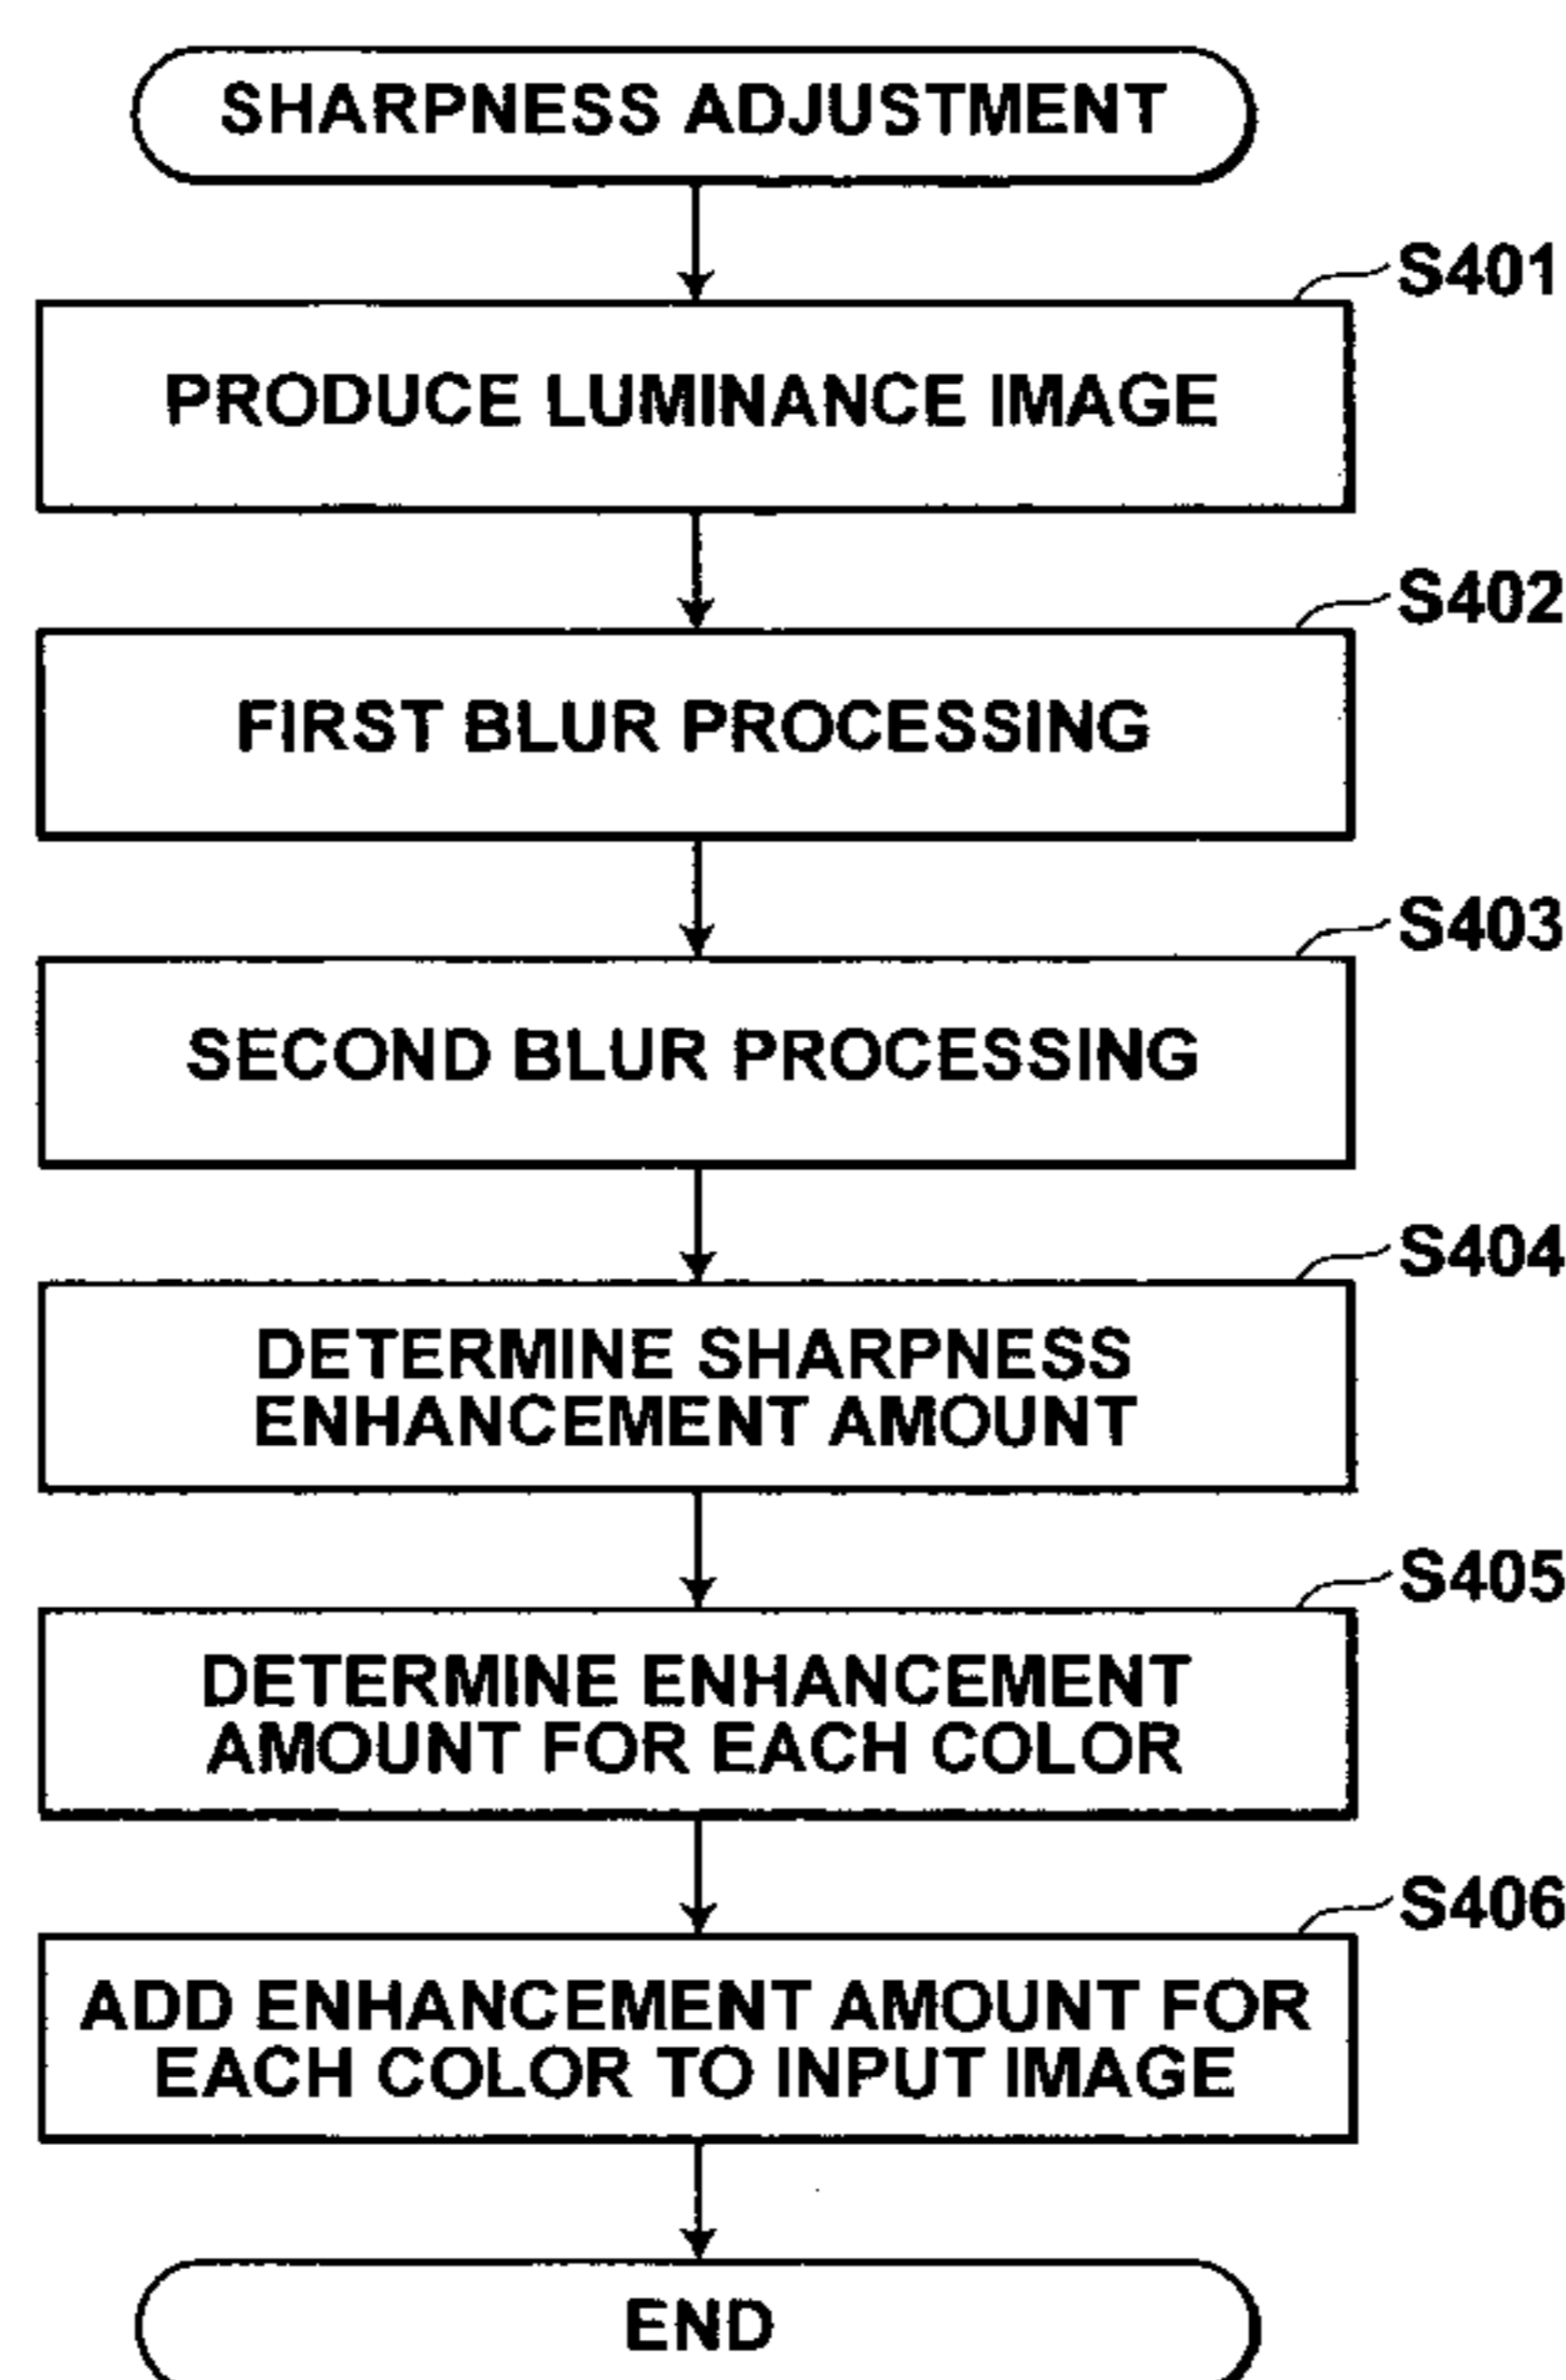 SHARPNESS ADJUSTMENT
S401
PRODUCE LUMINANCE IMAGE
S402
FIRST BLUR PROCESSING
S403
SECOND BLUR PROCESSING
S404
DETERMINE SHARPNESS
ENHANCEMENT AMOUNT
S405
DETERMINE ENHANCEMENT
AMOUNT FOR EACH COLOR
S406
ADD ENHANCEMENT AMOUNT FOR
EACH COLOR TO INPUT IMAGE
END